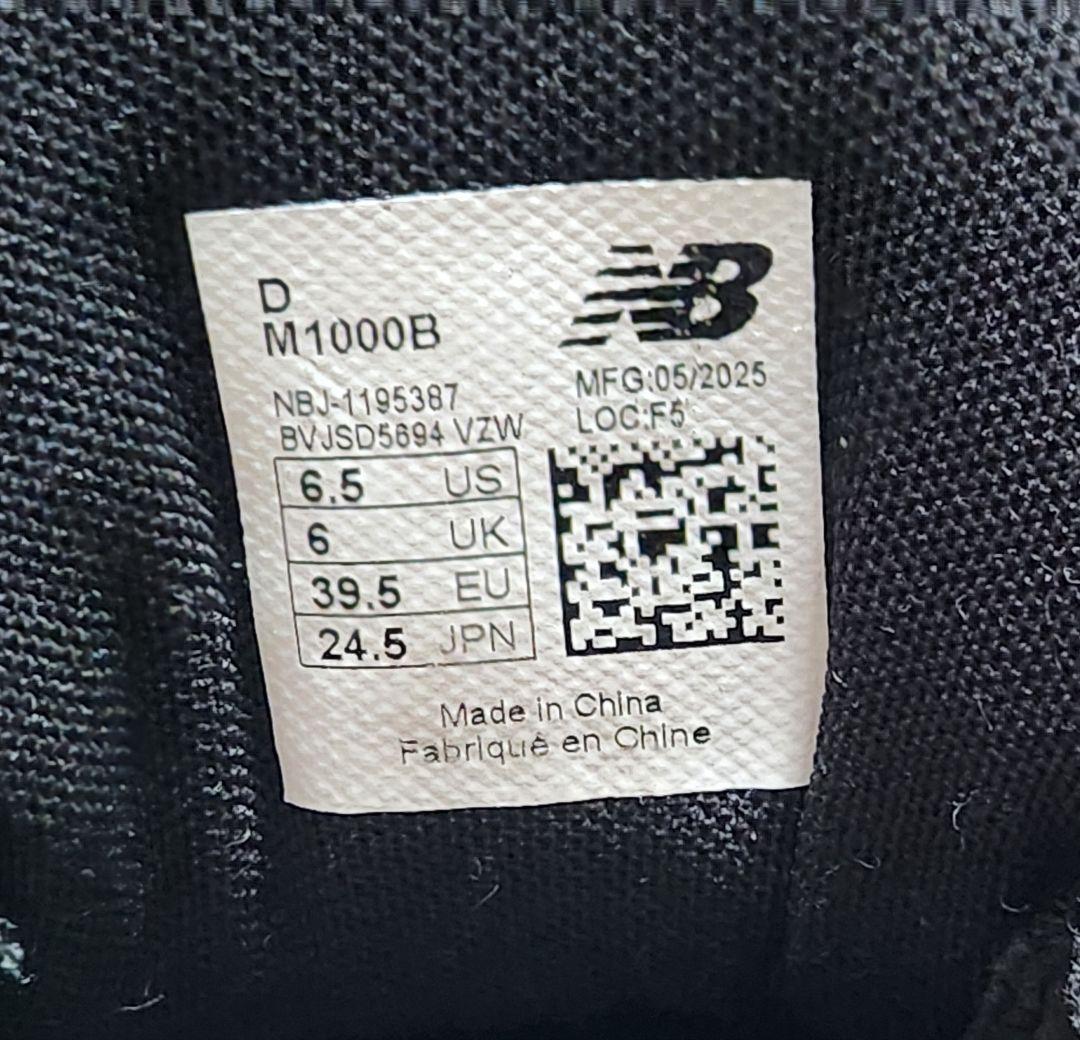 D
M1000B
NB
NBJ-1195387
BVJSD5694 VZW
MFG:05/2025
LOC:F5
6.5 US
6 UK
39.5 EU
24.5 JPN
Made in China
Fabriqué en Chine